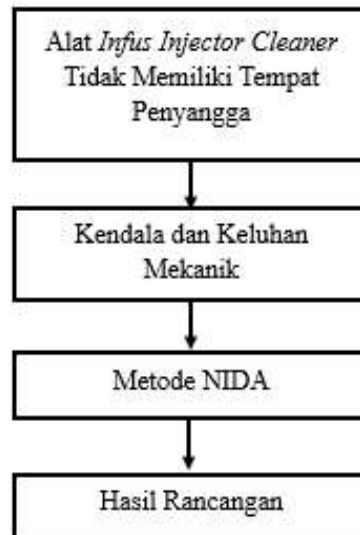 Alat Infus Injector Cleaner
Tidak Memiliki Tempat
Penyangga
Kendala dan Keluhan
Mekanik
Metode NIDA
Hasil Rancangan